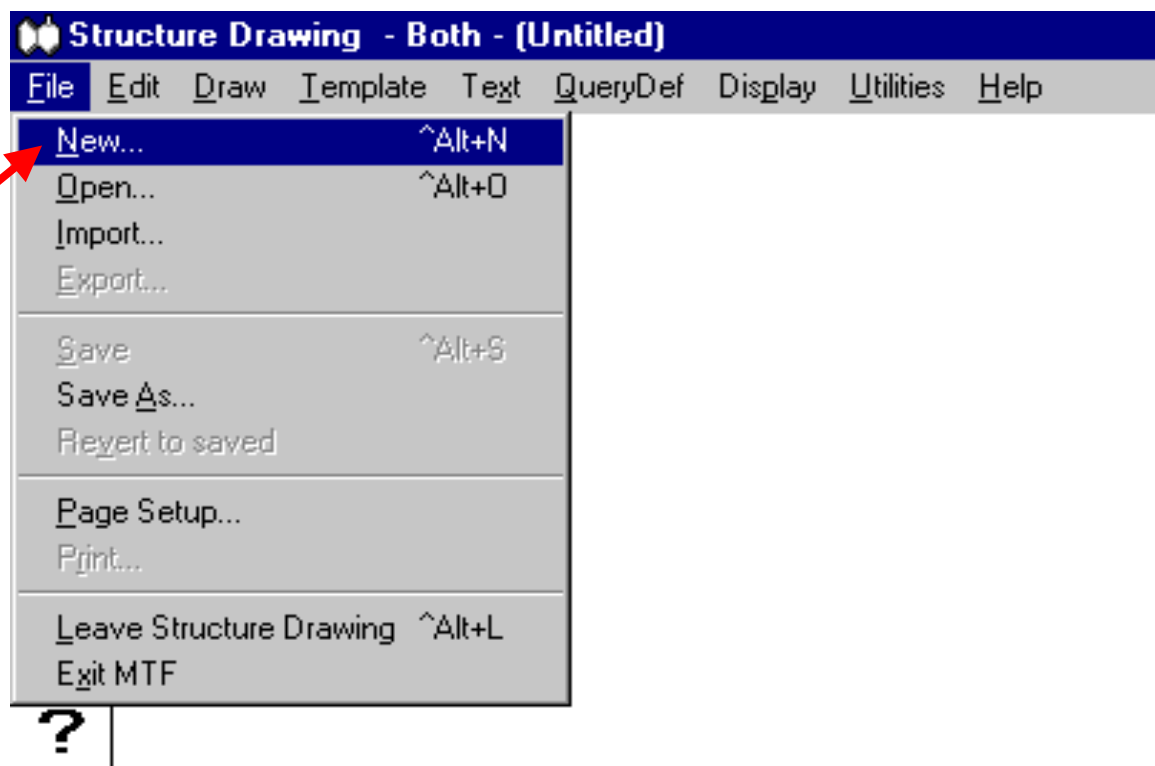 Structure Drawing - Both - (Untitled)
File Edit Draw Template Text QueryDef Display Utilities Help
New... ^Alt+N
Open... ^Alt+O
Import...
Export...
Save ^Alt+S
Save As...
Revert to saved
Page Setup...
Print...
Leave Structure Drawing ^Alt+L
Exit MTF
?